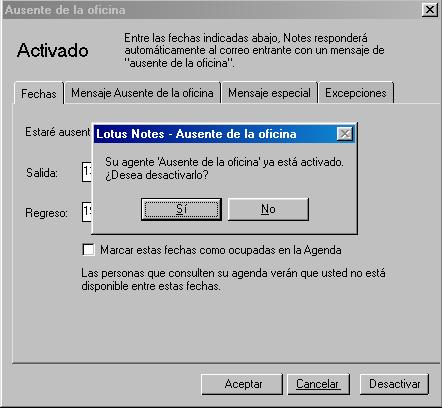 Ausente de la oficina
Activado
Entre las fechas indicadas abajo, Notes responderá
automáticamente al correo entrante con un mensaje de
"ausente de la oficina".
Fechas
Mensaje Ausente de la oficina
Mensaje especial
Excepciones
Estaré ausent
Lotus Notes - Ausente de la oficina
Su agente 'Ausente de la oficina' ya está activado.
¿Desea desactivarlo?
Sí
No
Salida:
Regreso:
Marcar estas fechas como ocupadas en la Agenda
Las personas que consulten su agenda verán que usted no está
disponible entre estas fechas.
Aceptar
Cancelar
Desactivar